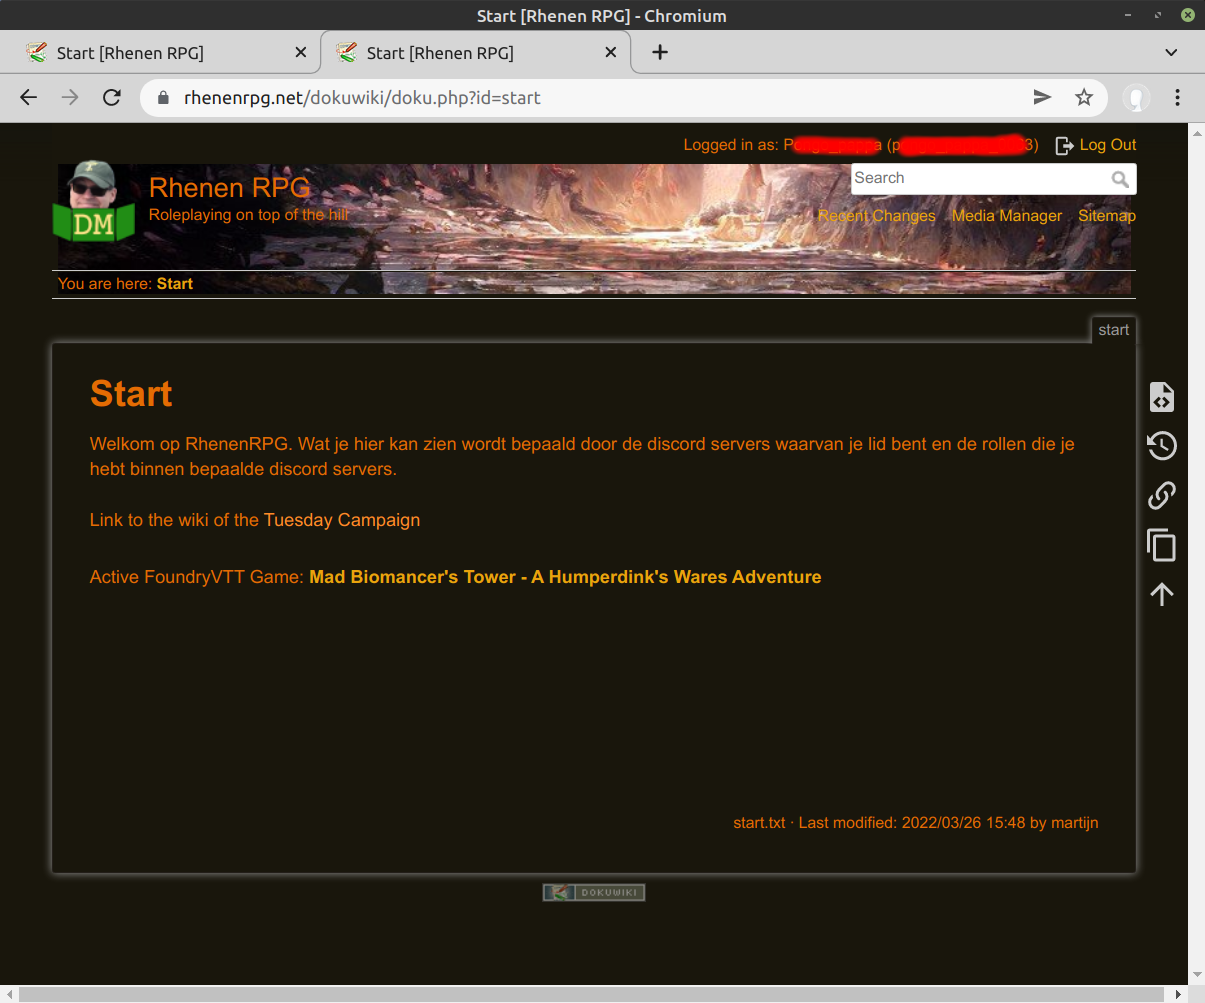 Start [Rhenen RPG] - Chromium
Start [Rhenen RPG]
Start [Rhenen RPG]
rhenenrpg.net/dokuwiki/doku.php?id=start
Logged in as:
Log Out
DM
Rhenen RPG
Roleplaying on top of the hill
Search
Recent Changes Media Manager Sitemap
You are here: Start
start
Start
Welkom op RhenenRPG. Wat je hier kan zien wordt bepaald door de discord servers waarvan je lid bent en de rollen die je
hebt binnen bepaalde discord servers.
Link to the wiki of the Tuesday Campaign
Active FoundryVTT Game: Mad Biomancer's Tower - A Humperdink's Wares Adventure
start.txt · Last modified: 2022/03/26 15:48 by martijn
DOKUWIKI